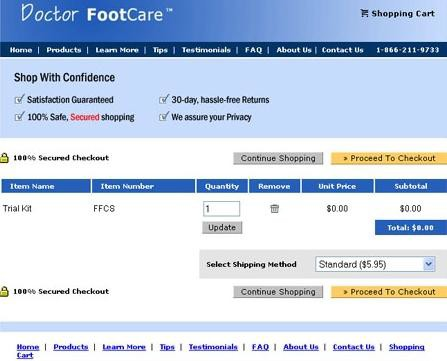 Doctor FootCare™
Shopping Cart
Home | Products | Learn More | Tips | Testimonials | FAQ | About Us | Contact Us 1-866-211-9733
Shop With Confidence
Satisfaction Guaranteed 30-day, hassle-free Returns
100% Safe, Secured shopping We assure your Privacy
100% Secured Checkout Continue Shopping » Proceed To Checkout
Item Name Item Number Quantity Remove Unit Price Subtotal
Trial Kit FFCS 1 $0.00 $0.00
Update Total: $0.00
Select Shipping Method Standard ($5.95)
100% Secured Checkout Continue Shopping » Proceed To Checkout
Home | Products | Learn More | Tips | Testimonials | FAQ | About Us | Contact Us | Shopping
Cart